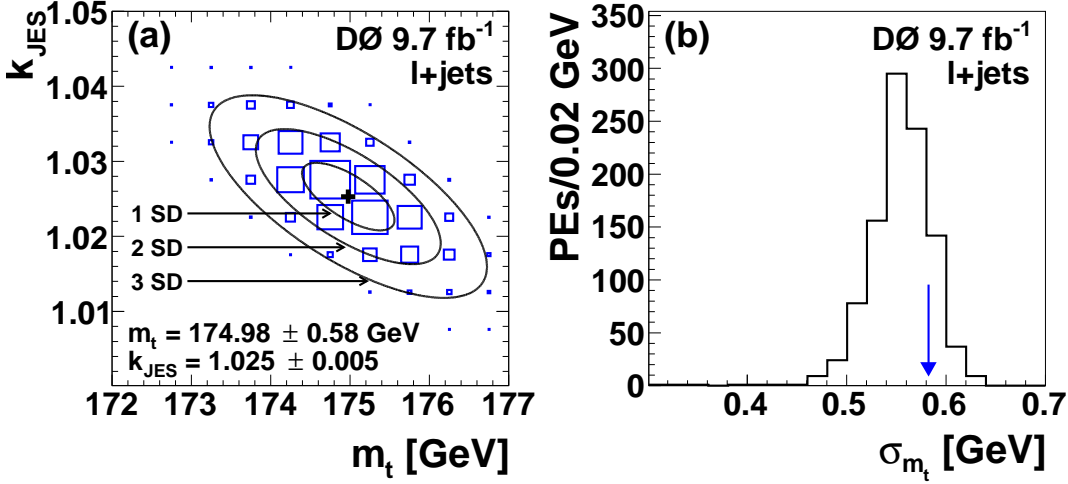 k_JES
1.05
1.04
1.03
1.02
1.01
(a)
DØ 9.7 fb⁻¹
l+jets
1 SD
2 SD
3 SD
m_t = 174.98 ± 0.58 GeV
k_JES = 1.025 ± 0.005
172 173 174 175 176 177
m_t [GeV]
PEs/0.02 GeV
350
300
250
200
150
100
50
0
(b)
DØ 9.7 fb⁻¹
l+jets
0.4 0.5 0.6 0.7
σ_m_t [GeV]